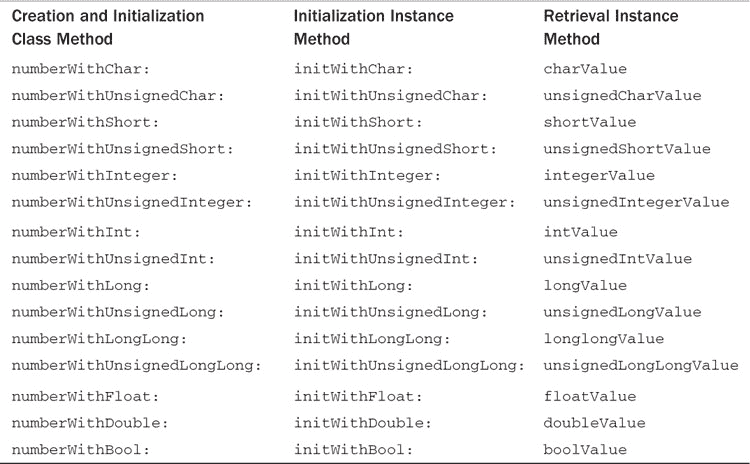 Creation and Initialization Initialization Instance Retrieval Instance
Class Method Method Method
numberWithChar: initWithChar: charValue
numberWithUnsignedChar: initWithUnsignedChar: unsignedCharValue
numberWithShort: initWithShort: shortValue
numberWithUnsignedShort: initWithUnsignedShort: unsignedShortValue
numberWithInteger: initWithInteger: integerValue
numberWithUnsignedInteger: initWithUnsignedInteger: unsignedIntegerValue
numberWithInt: initWithInt: intValue
numberWithUnsignedInt: initWithUnsignedInt: unsignedIntValue
numberWithLong: initWithLong: longValue
numberWithUnsignedLong: initWithUnsignedLong: unsignedLongValue
numberWithLongLong: initWithLongLong: longlongValue
numberWithUnsignedLongLong: initWithUnsignedLongLong: unsignedLongLongValue
numberWithFloat: initWithFloat: floatValue
numberWithDouble: initWithDouble: doubleValue
numberWithBool: initWithBool: boolValue